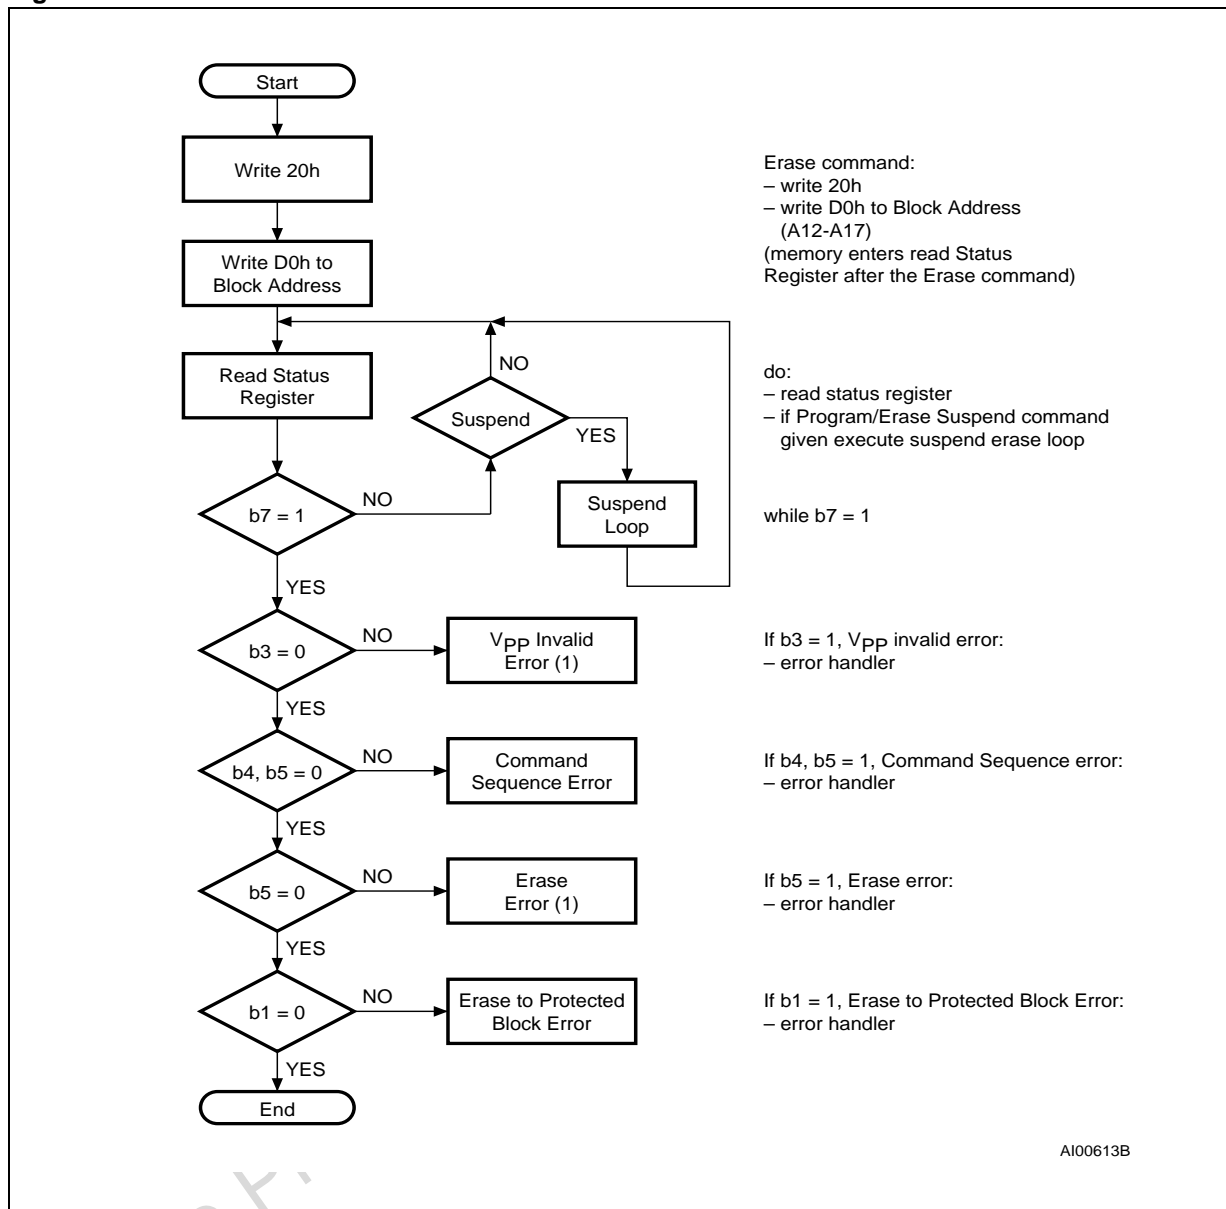 Start
Write 20h
Erase command:
– write 20h
– write D0h to Block Address
(A12-A17)
(memory enters read Status
Register after the Erase command)
Write D0h to
Block Address
Read Status
Register
NO
Suspend
YES
do:
– read status register
– if Program/Erase Suspend command
given execute suspend erase loop
b7 = 1
NO
Suspend
Loop
while b7 = 1
YES
b3 = 0
NO
VPP Invalid
Error (1)
If b3 = 1, VPP invalid error:
– error handler
YES
b4, b5 = 0
NO
Command
Sequence Error
If b4, b5 = 1, Command Sequence error:
– error handler
YES
b5 = 0
NO
Erase
Error (1)
If b5 = 1, Erase error:
– error handler
YES
b1 = 0
NO
Erase to Protected
Block Error
If b1 = 1, Erase to Protected Block Error:
– error handler
YES
End
AI00613B